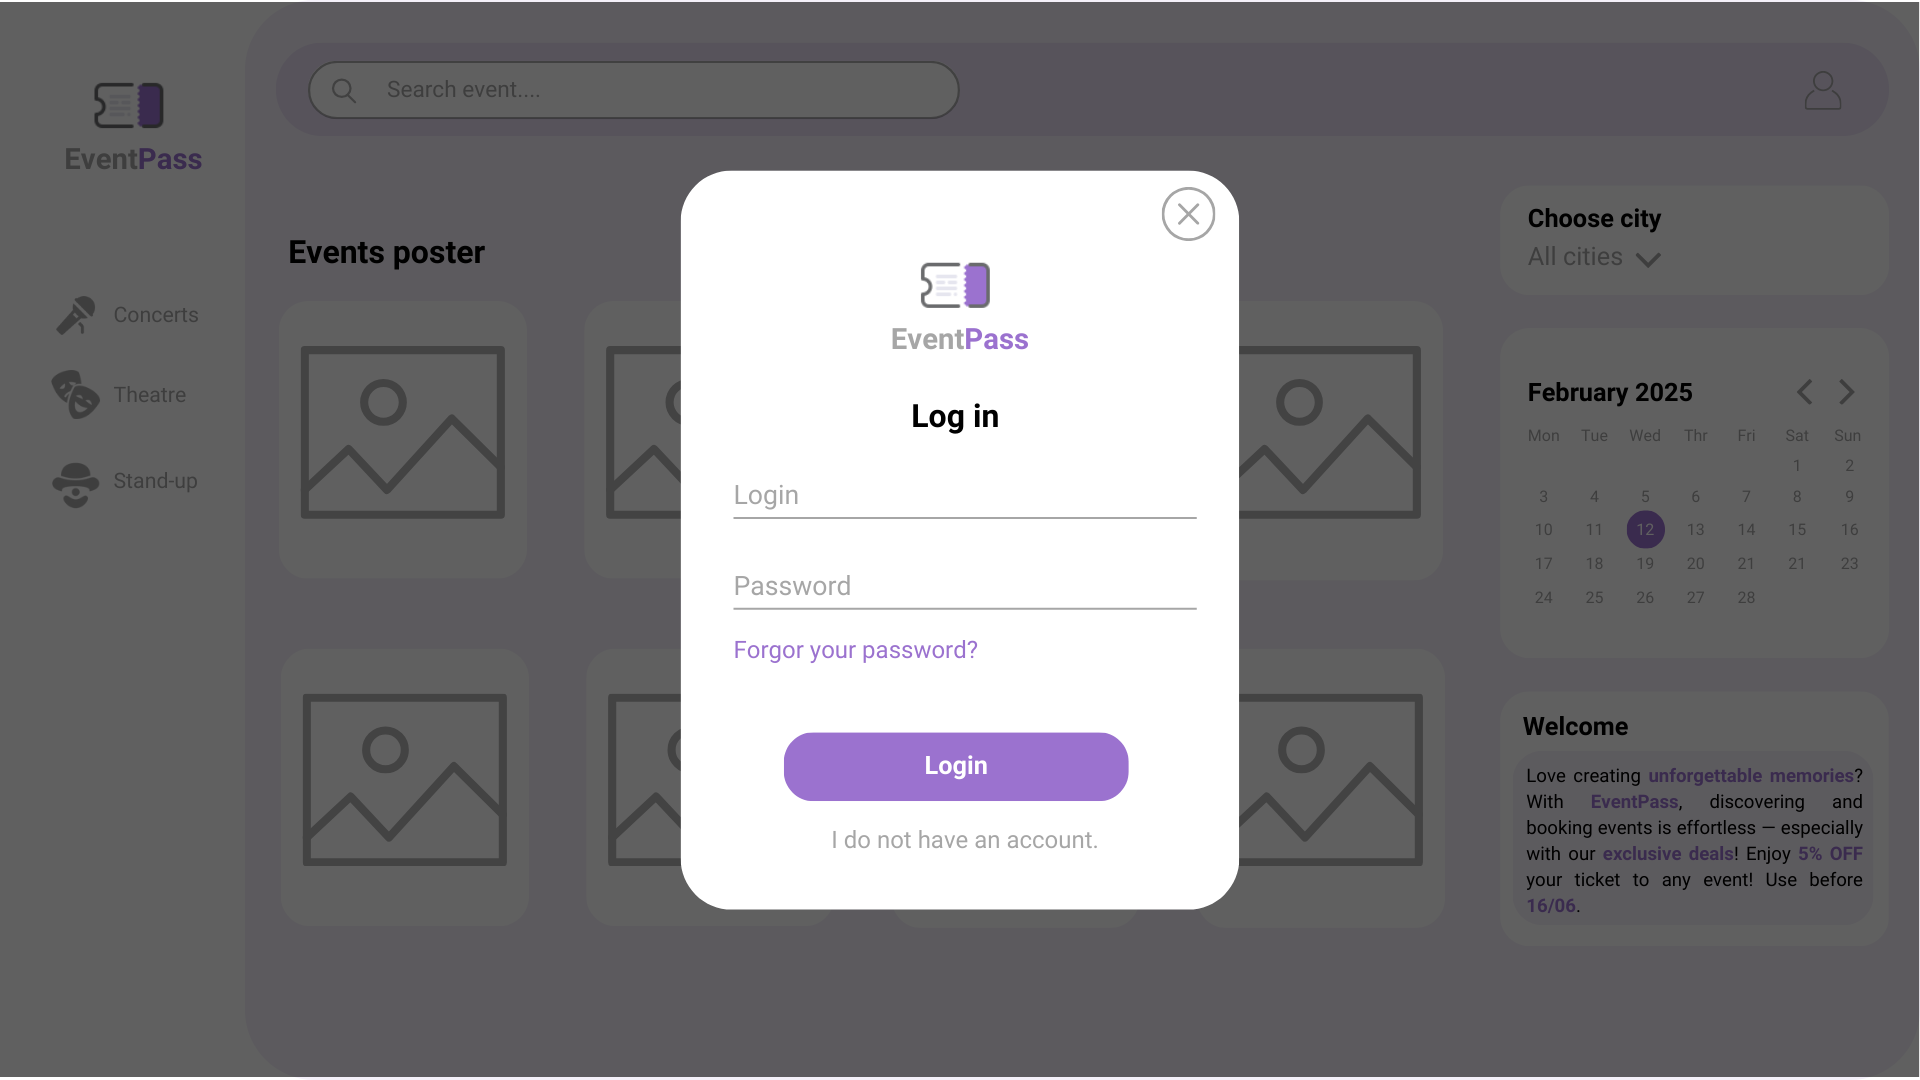 EventPass
Search event....
Concerts
Theatre
Stand-up
Events poster
EventPass
Log in
Login
Password
Forgor your password?
Login
I do not have an account.
Choose city
All cities
February 2025
Mon Tue Wed Thr Fri Sat Sun
1 2
3 4 5 6 7 8 9
10 11 12 13 14 15 16
17 18 19 20 21 21 23
24 25 26 27 28
Welcome
Love creating unforgettable memories?
With EventPass, discovering and
booking events is effortless — especially
with our exclusive deals! Enjoy 5% OFF
your ticket to any event! Use before
16/06.